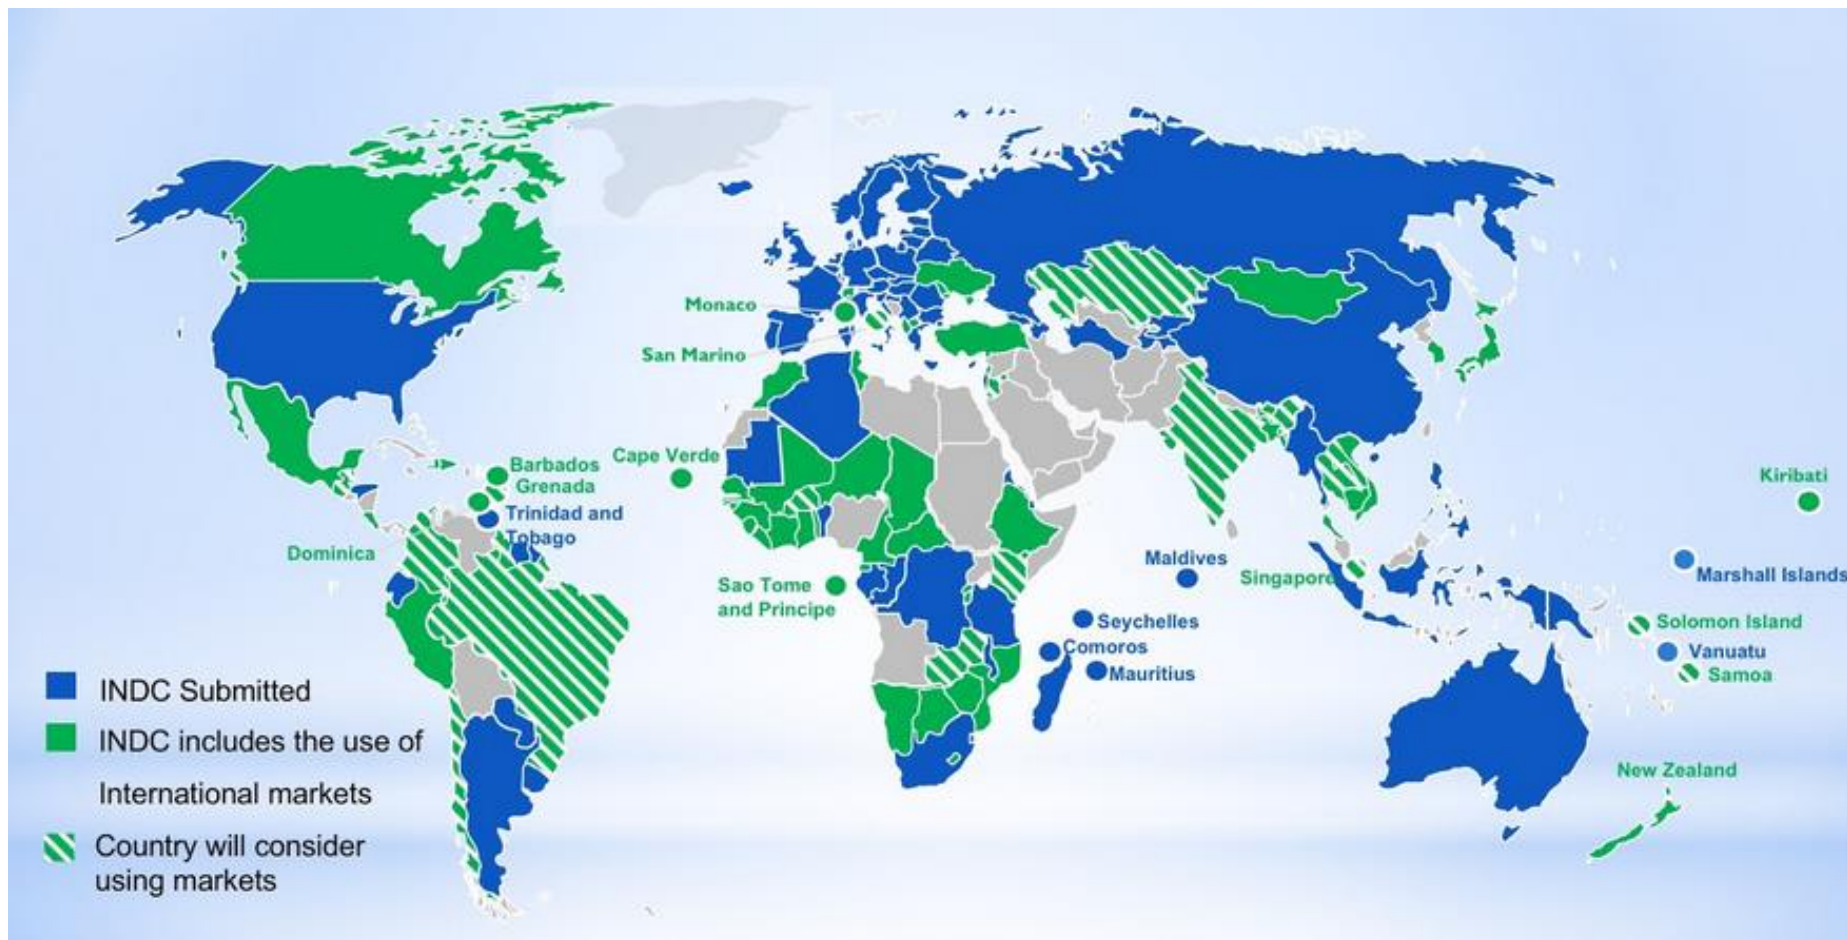 Monaco
San Marino
Barbados
Grenada
Cape Verde
Trinidad and
Tobago
Dominica
Sao Tome
and Principe
Maldives
Singapore
Seychelles
Comoros
Mauritius
Kiribati
Marshall Islands
Solomon Island
Vanuatu
Samoa
New Zealand
INDC Submitted
INDC includes the use of
International markets
Country will consider
using markets